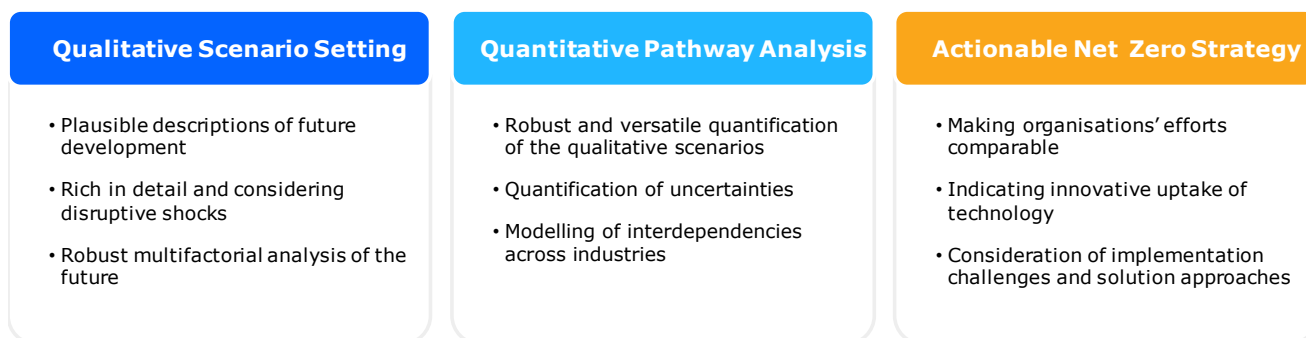 Qualitative Scenario Setting
• Plausible descriptions of future
development
• Rich in detail and considering
disruptive shocks
• Robust multifactorial analysis of the
future
Quantitative Pathway Analysis
• Robust and versatile quantification
of the qualitative scenarios
• Quantification of uncertainties
• Modelling of interdependencies
across industries
Actionable Net Zero Strategy
• Making organisations’ efforts
comparable
• Indicating innovative uptake of
technology
• Consideration of implementation
challenges and solution approaches